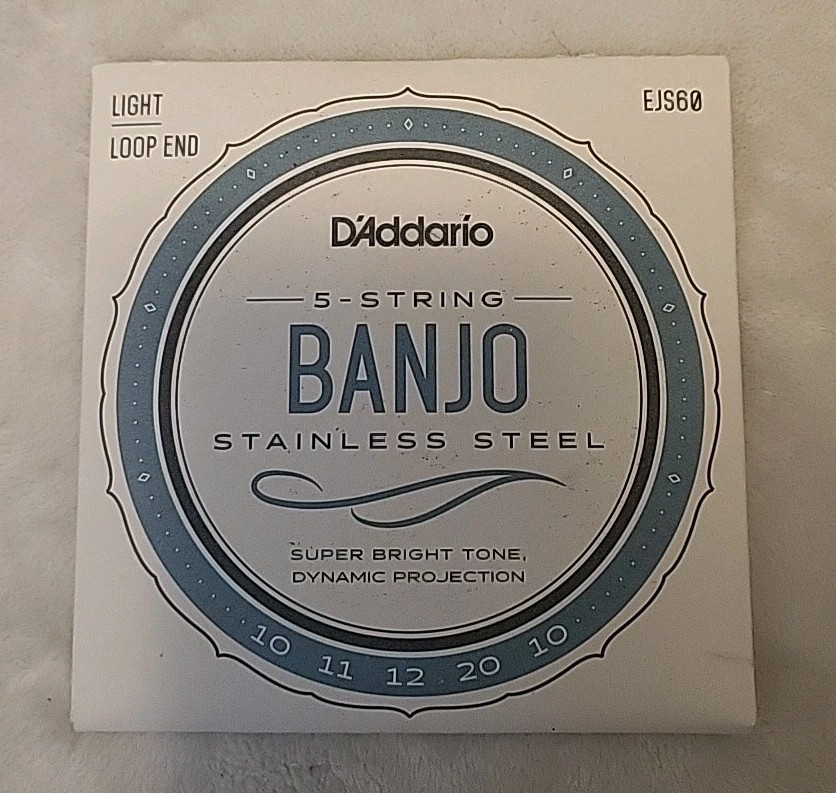 LIGHT
LOOP END
EJS60
D'Addario
5-STRING
BANJO
STAINLESS STEEL
SUPER BRIGHT TONE,
DYNAMIC PROJECTION
10 11 12 20 10